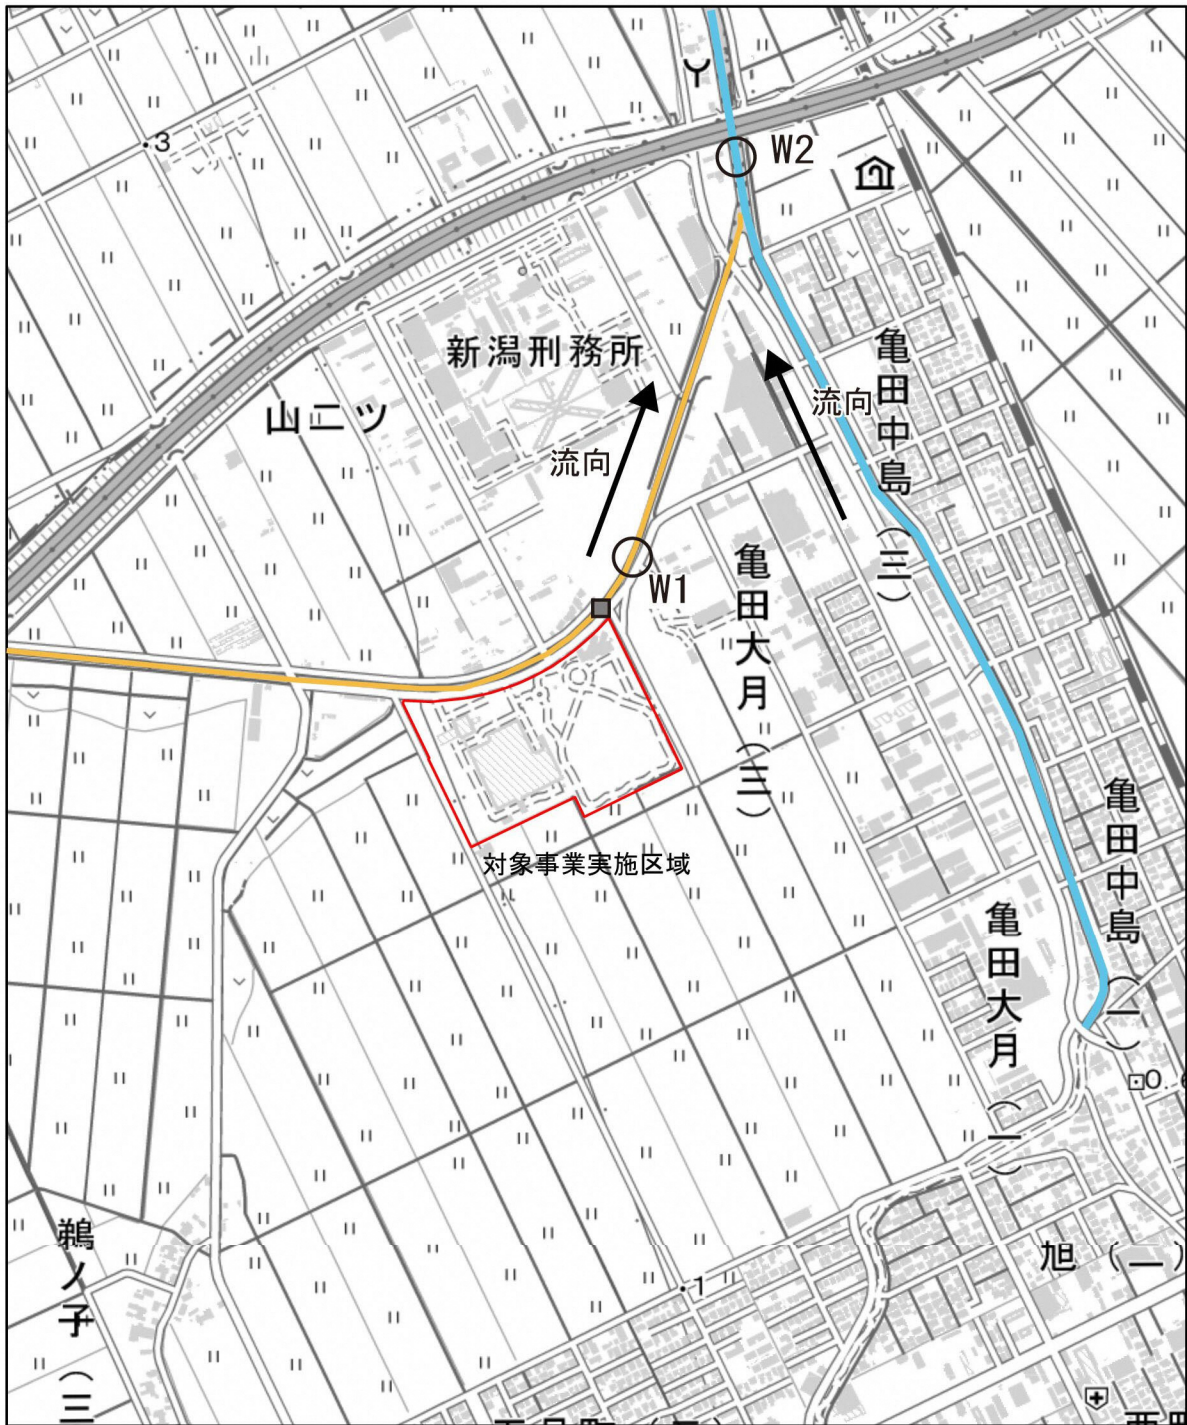 W2
・3
新潟刑務所
山二ツ
流向
流向
亀田中島(三)
W1
亀田大月(三)
対象事業実施区域
亀田中島(一)
亀田大月(一)
0.
鵜ノ子(三
旭(二)
・1